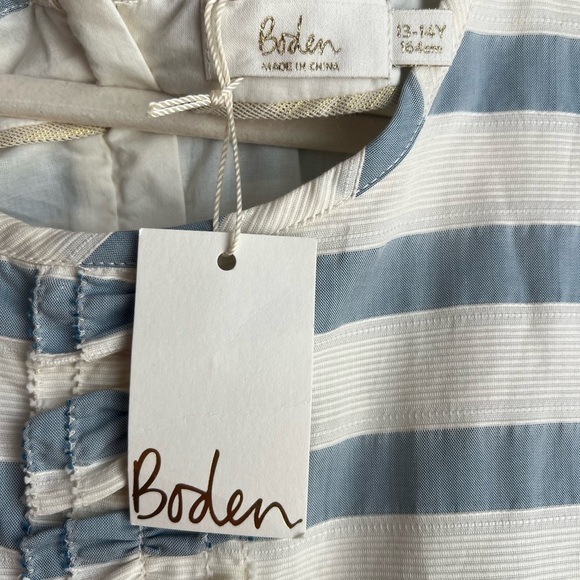 Boden
MADE IN CHINA
13-14Y
164cm
Boden